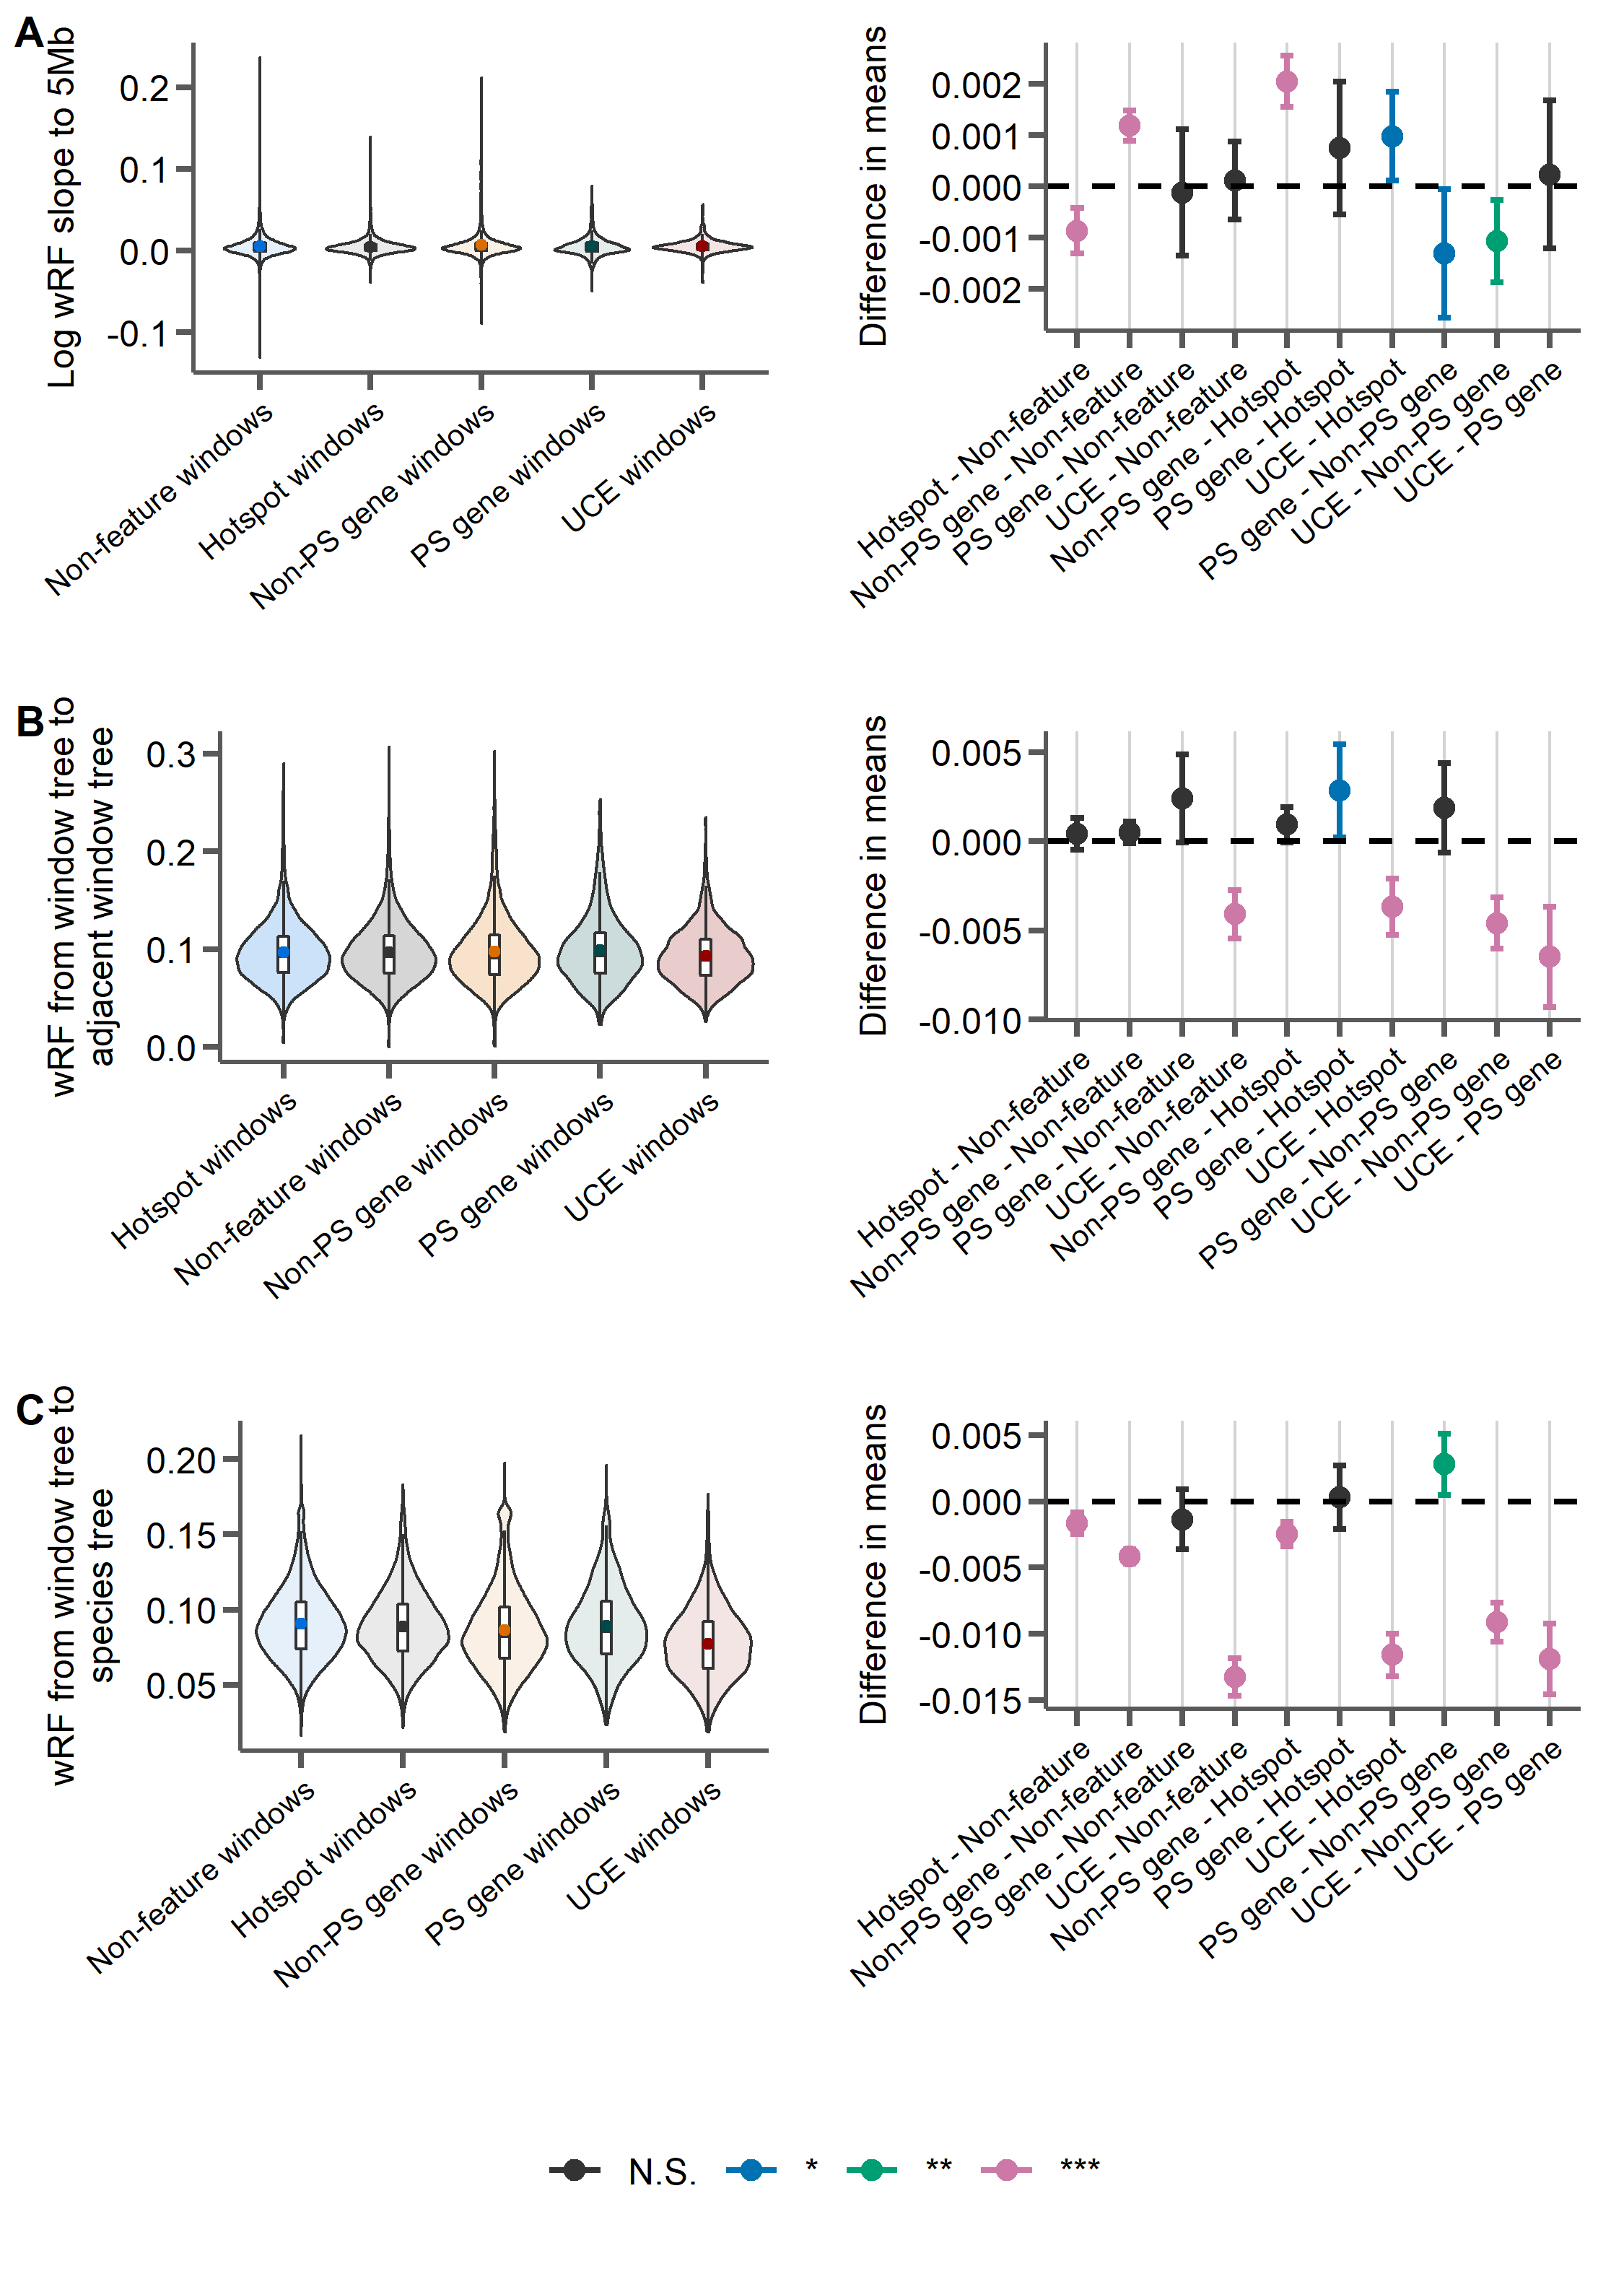 A
Log wRF slope to 5Mb
0.2
0.1
0.0
-0.1
Non-feature windows
Hotspot windows
Non-PS gene windows
PS gene windows
UCE windows
Difference in means
0.002
0.001
0.000
-0.001
-0.002
Hotspot - Non-feature
Non-PS gene - Non-feature
PS gene - Non-feature
UCE - Non-feature
Non-PS gene - Hotspot
PS gene - Hotspot
UCE - Hotspot
PS gene - Non-PS gene
UCE - Non-PS gene
UCE - PS gene
B
wRF from window tree to
adjacent window tree
0.3
0.2
0.1
0.0
Hotspot windows
Non-feature windows
Non-PS gene windows
PS gene windows
UCE windows
Difference in means
0.005
0.000
-0.005
-0.010
Hotspot - Non-feature
Non-PS gene - Non-feature
PS gene - Non-feature
UCE - Non-feature
Non-PS gene - Hotspot
PS gene - Hotspot
UCE - Hotspot
PS gene - Non-PS gene
UCE - Non-PS gene
UCE - PS gene
C
wRF from window tree to
species tree
0.20
0.15
0.10
0.05
Non-feature windows
Hotspot windows
Non-PS gene windows
PS gene windows
UCE windows
Difference in means
0.005
0.000
-0.005
-0.010
-0.015
Hotspot - Non-feature
Non-PS gene - Non-feature
PS gene - Non-feature
UCE - Non-feature
Non-PS gene - Hotspot
PS gene - Hotspot
UCE - Hotspot
PS gene - Non-PS gene
UCE - Non-PS gene
UCE - PS gene
N.S. * ** ***